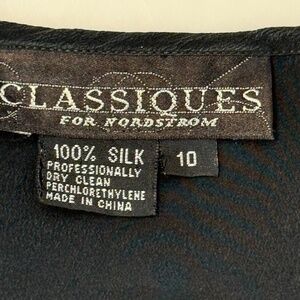 CLASSIQUES
FOR NORDSTROM
100% SILK
PROFESSIONALLY
DRY CLEAN
PERCHLORETHYLENE
MADE IN CHINA
10